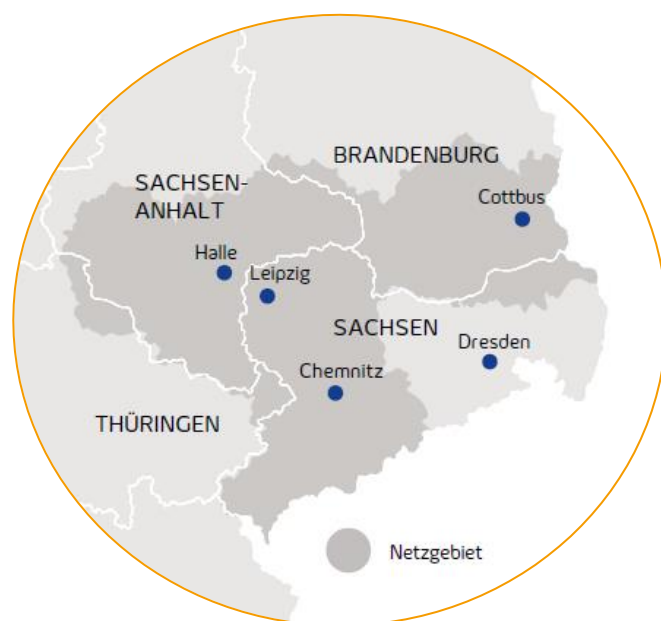 BRANDENBURG
SACHSEN-
ANHALT
Cottbus
Halle
Leipzig
SACHSEN
Dresden
Chemnitz
THÜRINGEN
Netzgebiet